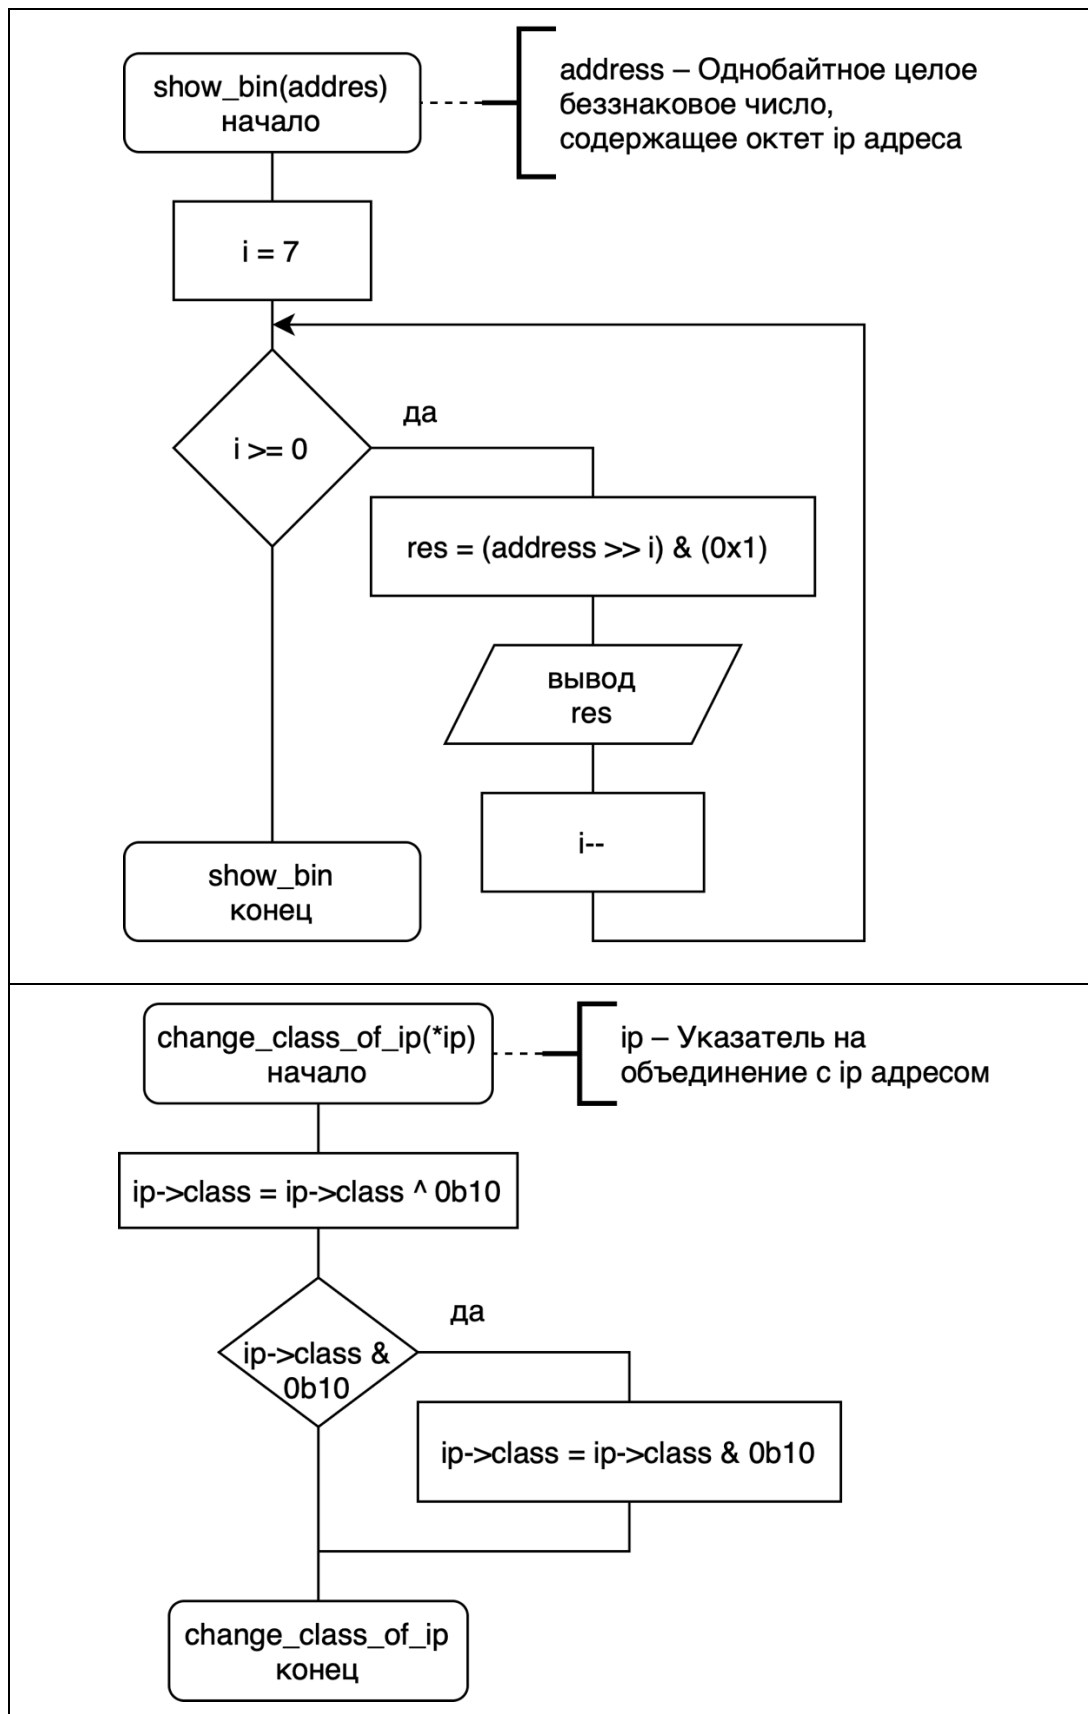 show_bin(addres)
начало
address – Однобайтное целое
беззнаковое число,
содержащее октет ip адреса
i = 7
i >= 0
да
res = (address >> i) & (0x1)
вывод
res
i--
show_bin
конец
change_class_of_ip(*ip)
начало
ip – Указатель на
объединение с ip адресом
ip->class = ip->class ^ 0b10
ip->class &
0b10
да
ip->class = ip->class & 0b10
change_class_of_ip
конец